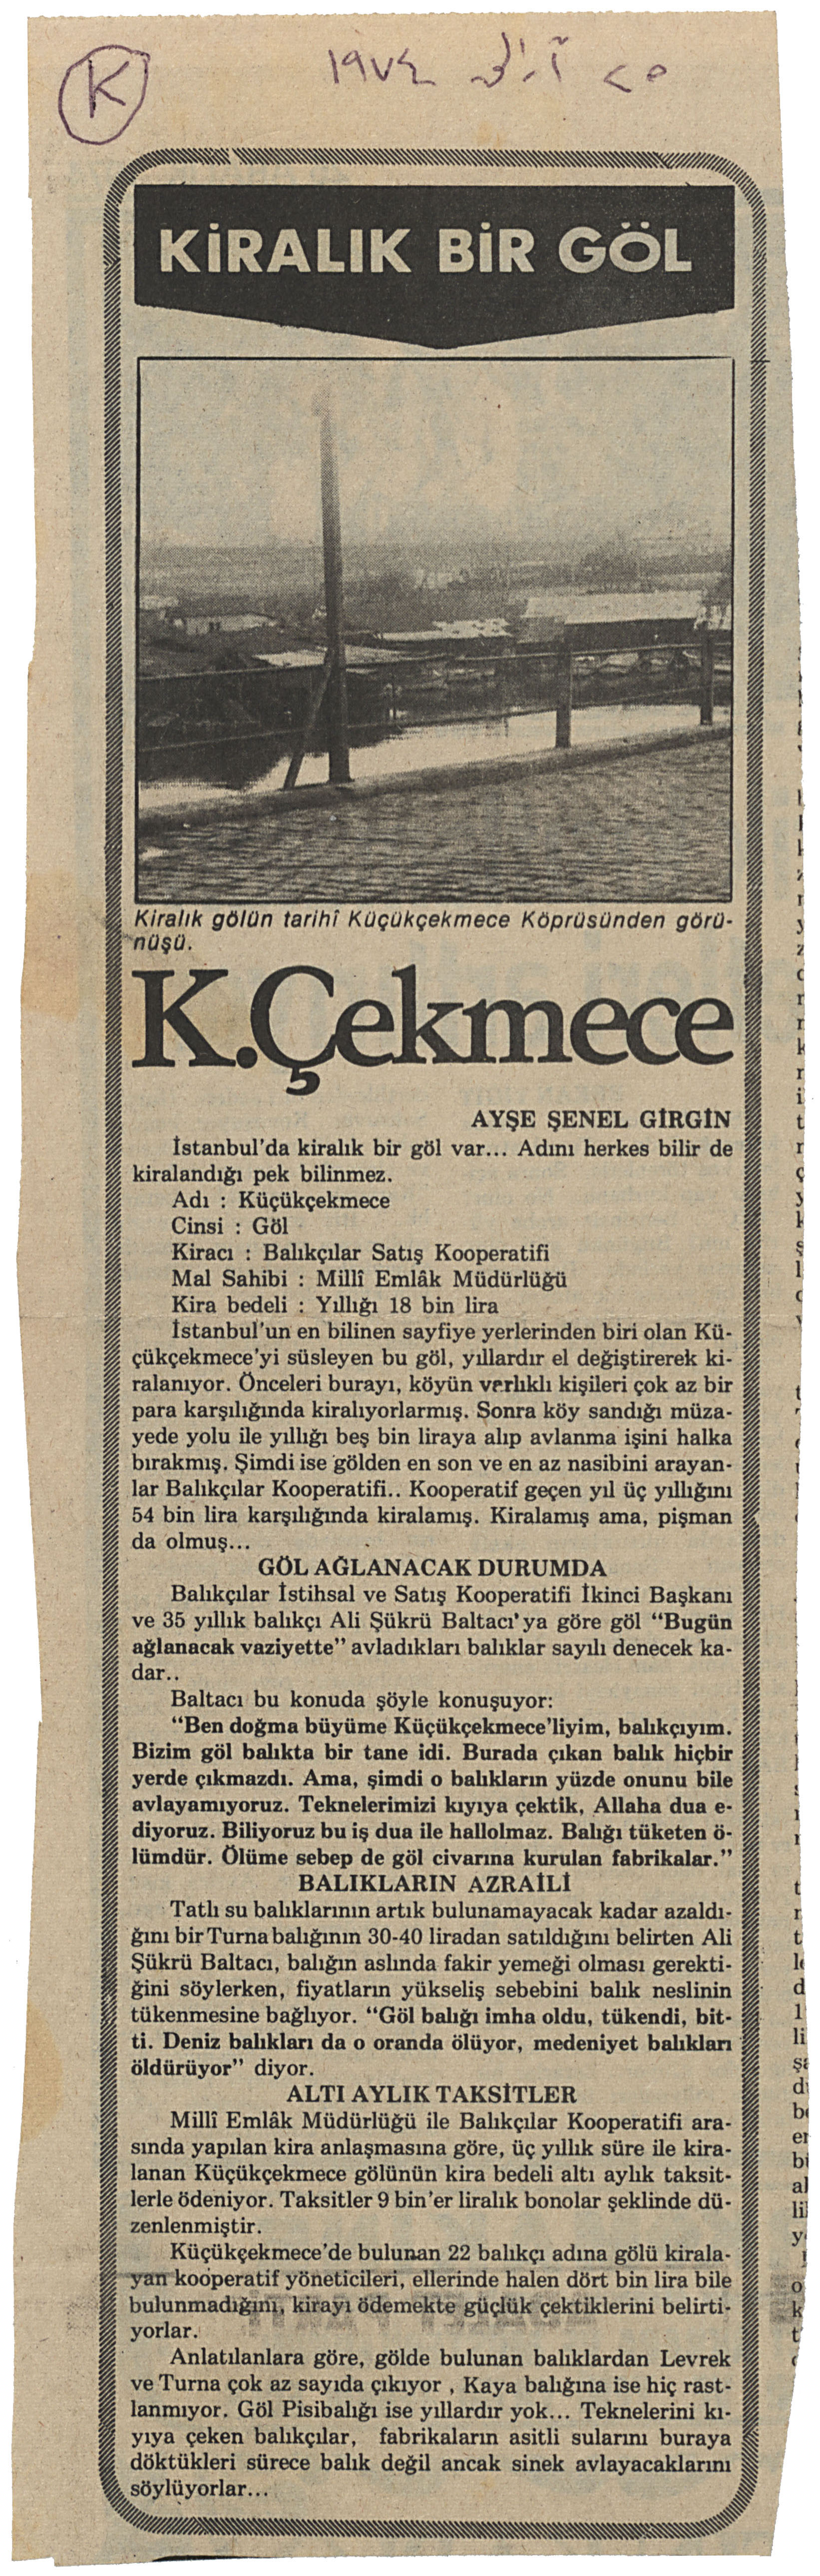 K
٢٥ آرالق ١٩٧٤
KİRALIK BİR GÖL
Kiralık gölün tarihî Küçükçekmece Köprüsünden görü-
nüşü.
K.Çekmece
AYŞE ŞENEL GİRGİN
İstanbul'da kiralık bir göl var... Adını herkes bilir de
kiralandığı pek bilinmez.
Adı : Küçükçekmece
Cinsi : Göl
Kiracı : Balıkçılar Satış Kooperatifi
Mal Sahibi : Millî Emlâk Müdürlüğü
Kira bedeli : Yıllığı 18 bin lira
İstanbul'un en bilinen sayfiye yerlerinden biri olan Kü-
çükçekmece'yi süsleyen bu göl, yıllardır el değiştirerek ki-
ralanıyor. Önceleri burayı, köyün varlıklı kişileri çok az bir
para karşılığında kiralıyorlarmış. Sonra köy sandığı müza-
yede yolu ile yıllığı beş bin liraya alıp avlanma işini halka
bırakmış. Şimdi ise gölden en son ve en az nasibini arayan-
lar Balıkçılar Kooperatifi.. Kooperatif geçen yıl üç yıllığını
54 bin lira karşılığında kiralamış. Kiralamış ama, pişman
da olmuş...
GÖL AĞLANACAK DURUMDA
Balıkçılar İstihsal ve Satış Kooperatifi İkinci Başkanı
ve 35 yıllık balıkçı Ali Şükrü Baltacı'ya göre göl “Bugün
ağlanacak vaziyette” avladıkları balıklar sayılı denecek ka-
dar..
Baltacı bu konuda şöyle konuşuyor:
“Ben doğma büyüme Küçükçekmece'liyim, balıkçıyım.
Bizim göl balıkta bir tane idi. Burada çıkan balık hiçbir
yerde çıkmazdı. Ama, şimdi o balıkların yüzde onunu bile
avlayamıyoruz. Teknelerimizi kıyıya çektik, Allaha dua e-
diyoruz. Biliyoruz bu iş dua ile hallolmaz. Balığı tüketen ö-
lümdür. Ölüme sebep de göl civarına kurulan fabrikalar.”
BALIKLARIN AZRAİLİ
Tatlı su balıklarının artık bulunamayacak kadar azaldı-
ğını bir Turna balığının 30-40 liradan satıldığını belirten Ali
Şükrü Baltacı, balığın aslında fakir yemeği olması gerekti-
ğini söylerken, fiyatların yükseliş sebebini balık neslinin
tükenmesine bağlıyor. “Göl balığı imha oldu, tükendi, bit-
ti. Deniz balıkları da o oranda ölüyor, medeniyet balıkları
öldürüyor” diyor.
ALTI AYLIK TAKSİTLER
Millî Emlâk Müdürlüğü ile Balıkçılar Kooperatifi ara-
sında yapılan kira anlaşmasına göre, üç yıllık süre ile kira-
lanan Küçükçekmece gölünün kira bedeli altı aylık taksit-
lerle ödeniyor. Taksitler 9 bin'er liralık bonolar şeklinde dü-
zenlenmiştir.
Küçükçekmece'de bulunan 22 balıkçı adına gölü kirala-
yan kooperatif yöneticileri, ellerinde halen dört bin lira bile
bulunmadığını, kirayı ödemekte güçlük çektiklerini belirti-
yorlar.
Anlatılanlara göre, gölde bulunan balıklardan Levrek
ve Turna çok az sayıda çıkıyor , Kaya balığına ise hiç rast-
lanmıyor. Göl Pisibalığı ise yıllardır yok... Teknelerini kı-
yıya çeken balıkçılar, fabrikaların asitli sularını buraya
döktükleri sürece balık değil ancak sinek avlayacaklarını
söylüyorlar...